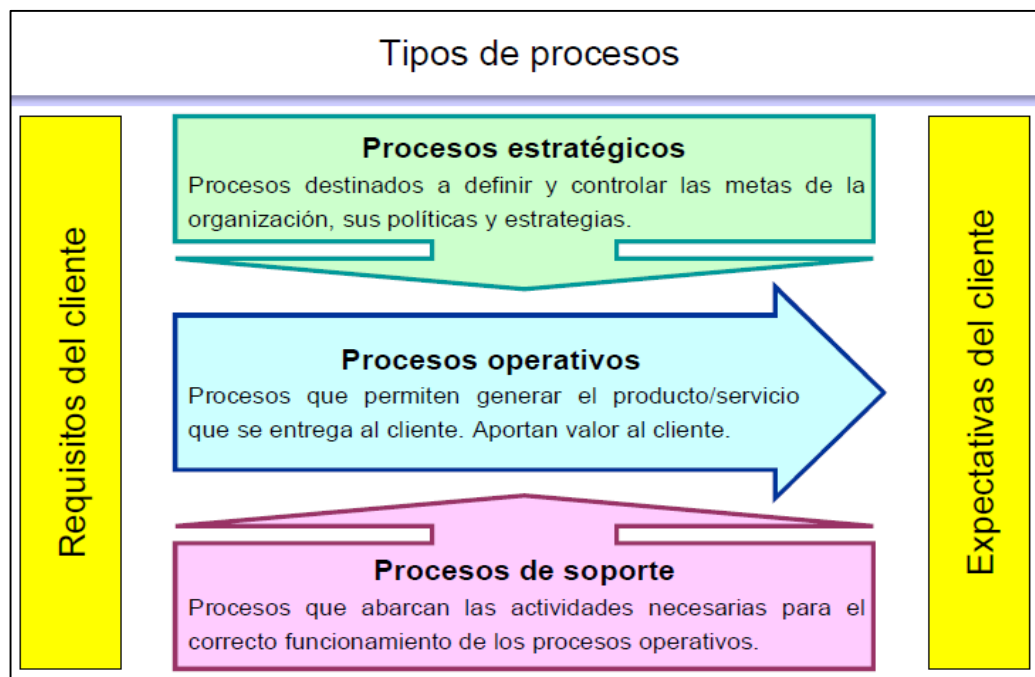 Tipos de procesos
Requisitos del cliente
Procesos estratégicos
Procesos destinados a definir y controlar las metas de la
organización, sus políticas y estrategias.
Procesos operativos
Procesos que permiten generar el producto/servicio
que se entrega al cliente. Aportan valor al cliente.
Procesos de soporte
Procesos que abarcan las actividades necesarias para el
correcto funcionamiento de los procesos operativos.
Expectativas del cliente